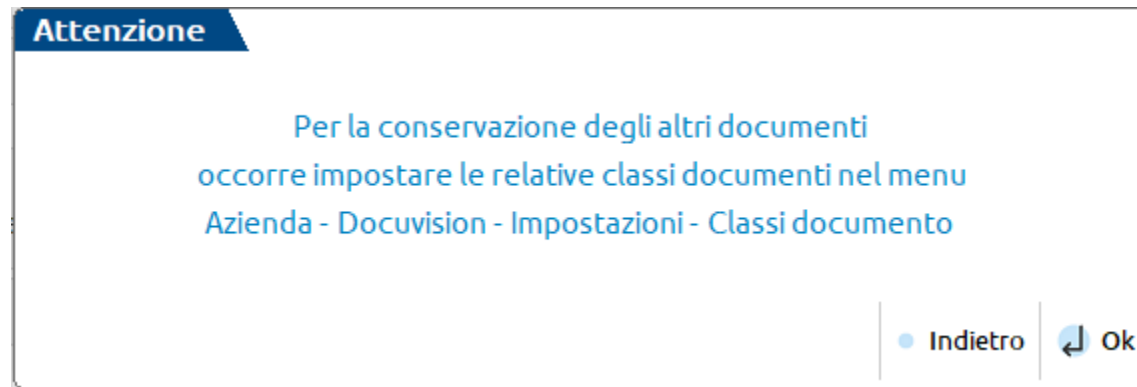 Attenzione
Per la conservazione degli altri documenti
occorre impostare le relative classi documenti nel menu
Azienda - Docuvision - Impostazioni - Classi documento
Indietro
Ok